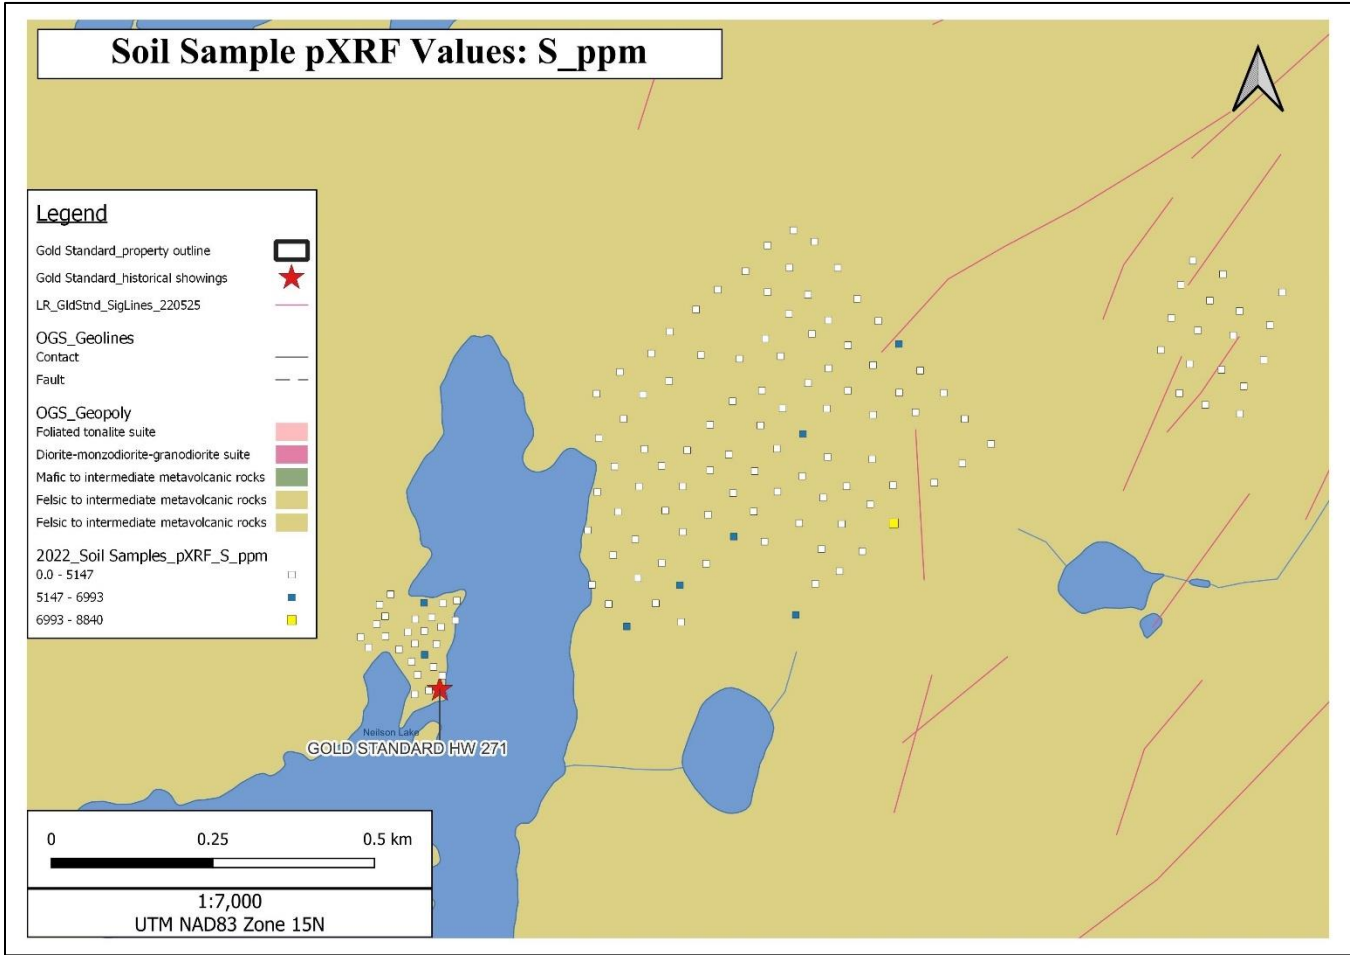 Soil Sample pXRF Values: S_ppm
Legend
Gold Standard_property outline
Gold Standard_historical showings
LR_GldStnd_SigLines_220525
OGS_Geolines
Contact
Fault
OGS_Geopoly
Foliated tonalite suite
Diorite-monzodiorite-granodiorite suite
Mafic to intermediate metavolcanic rocks
Felsic to intermediate metavolcanic rocks
Felsic to intermediate metavolcanic rocks
2022_Soil Samples_pXRF_S_ppm
0.0 - 5147
5147 - 6993
6993 - 8840
Neilson Lake
GOLD STANDARD HW 271
0 0.25 0.5 km
1:7,000
UTM NAD83 Zone 15N